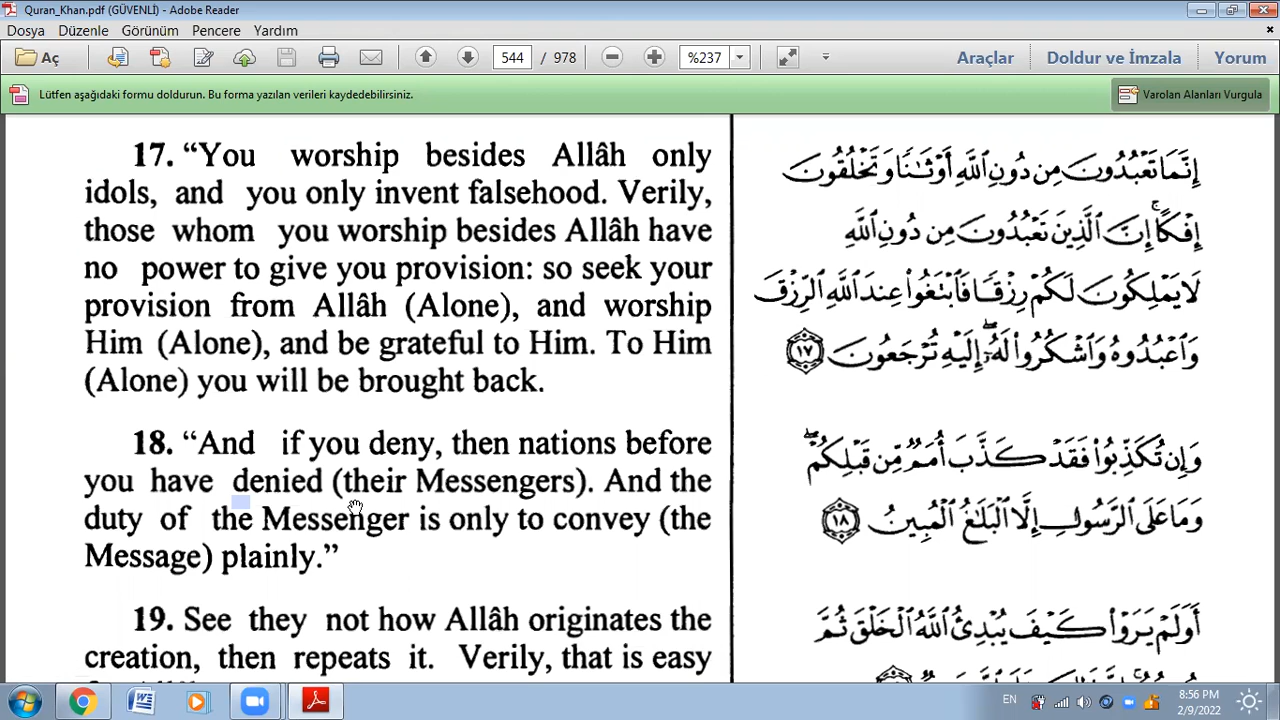 Quran_Khan.pdf (GÜVENLİ) - Adobe Reader
Dosya Düzenle Görünüm Pencere Yardım
Aç 544 / 978 %237 Araçlar Doldur ve İmzala Yorum
Lütfen aşağıdaki formu doldurun. Bu forma yazılan verileri kaydedebilirsiniz. Varolan Alanları Vurgula
17. “You worship besides Allâh only
idols, and you only invent falsehood. Verily,
those whom you worship besides Allâh have
no power to give you provision: so seek your
provision from Allâh (Alone), and worship
Him (Alone), and be grateful to Him. To Him
(Alone) you will be brought back.
18. “And if you deny, then nations before
you have denied (their Messengers). And the
duty of the Messenger is only to convey (the
Message) plainly.”
19. See they not how Allâh originates the
creation, then repeats it. Verily, that is easy
إِنَّمَا تَعْبُدُونَ مِن دُونِ ٱللَّهِ أَوْثَٰنًا وَتَخْلُقُونَ
إِفْكًا ۚ إِنَّ ٱلَّذِينَ تَعْبُدُونَ مِن دُونِ ٱللَّهِ
لَا يَمْلِكُونَ لَكُمْ رِزْقًا فَٱبْتَغُوا۟ عِندَ ٱللَّهِ ٱلرِّزْقَ
وَٱعْبُدُوهُ وَٱشْكُرُوا۟ لَهُۥٓ ۖ إِلَيْهِ تُرْجَعُونَ ١٧
وَإِن تُكَذِّبُوا۟ فَقَدْ كَذَّبَ أُمَمٌ مِّن قَبْلِكُمْ ۖ
وَمَا عَلَى ٱلرَّسُولِ إِلَّا ٱلْبَلَٰغُ ٱلْمُبِينُ ١٨
أَوَلَمْ يَرَوْا۟ كَيْفَ يُبْدِئُ ٱللَّهُ ٱلْخَلْقَ ثُمَّ
EN 8:56 PM
2/9/2022